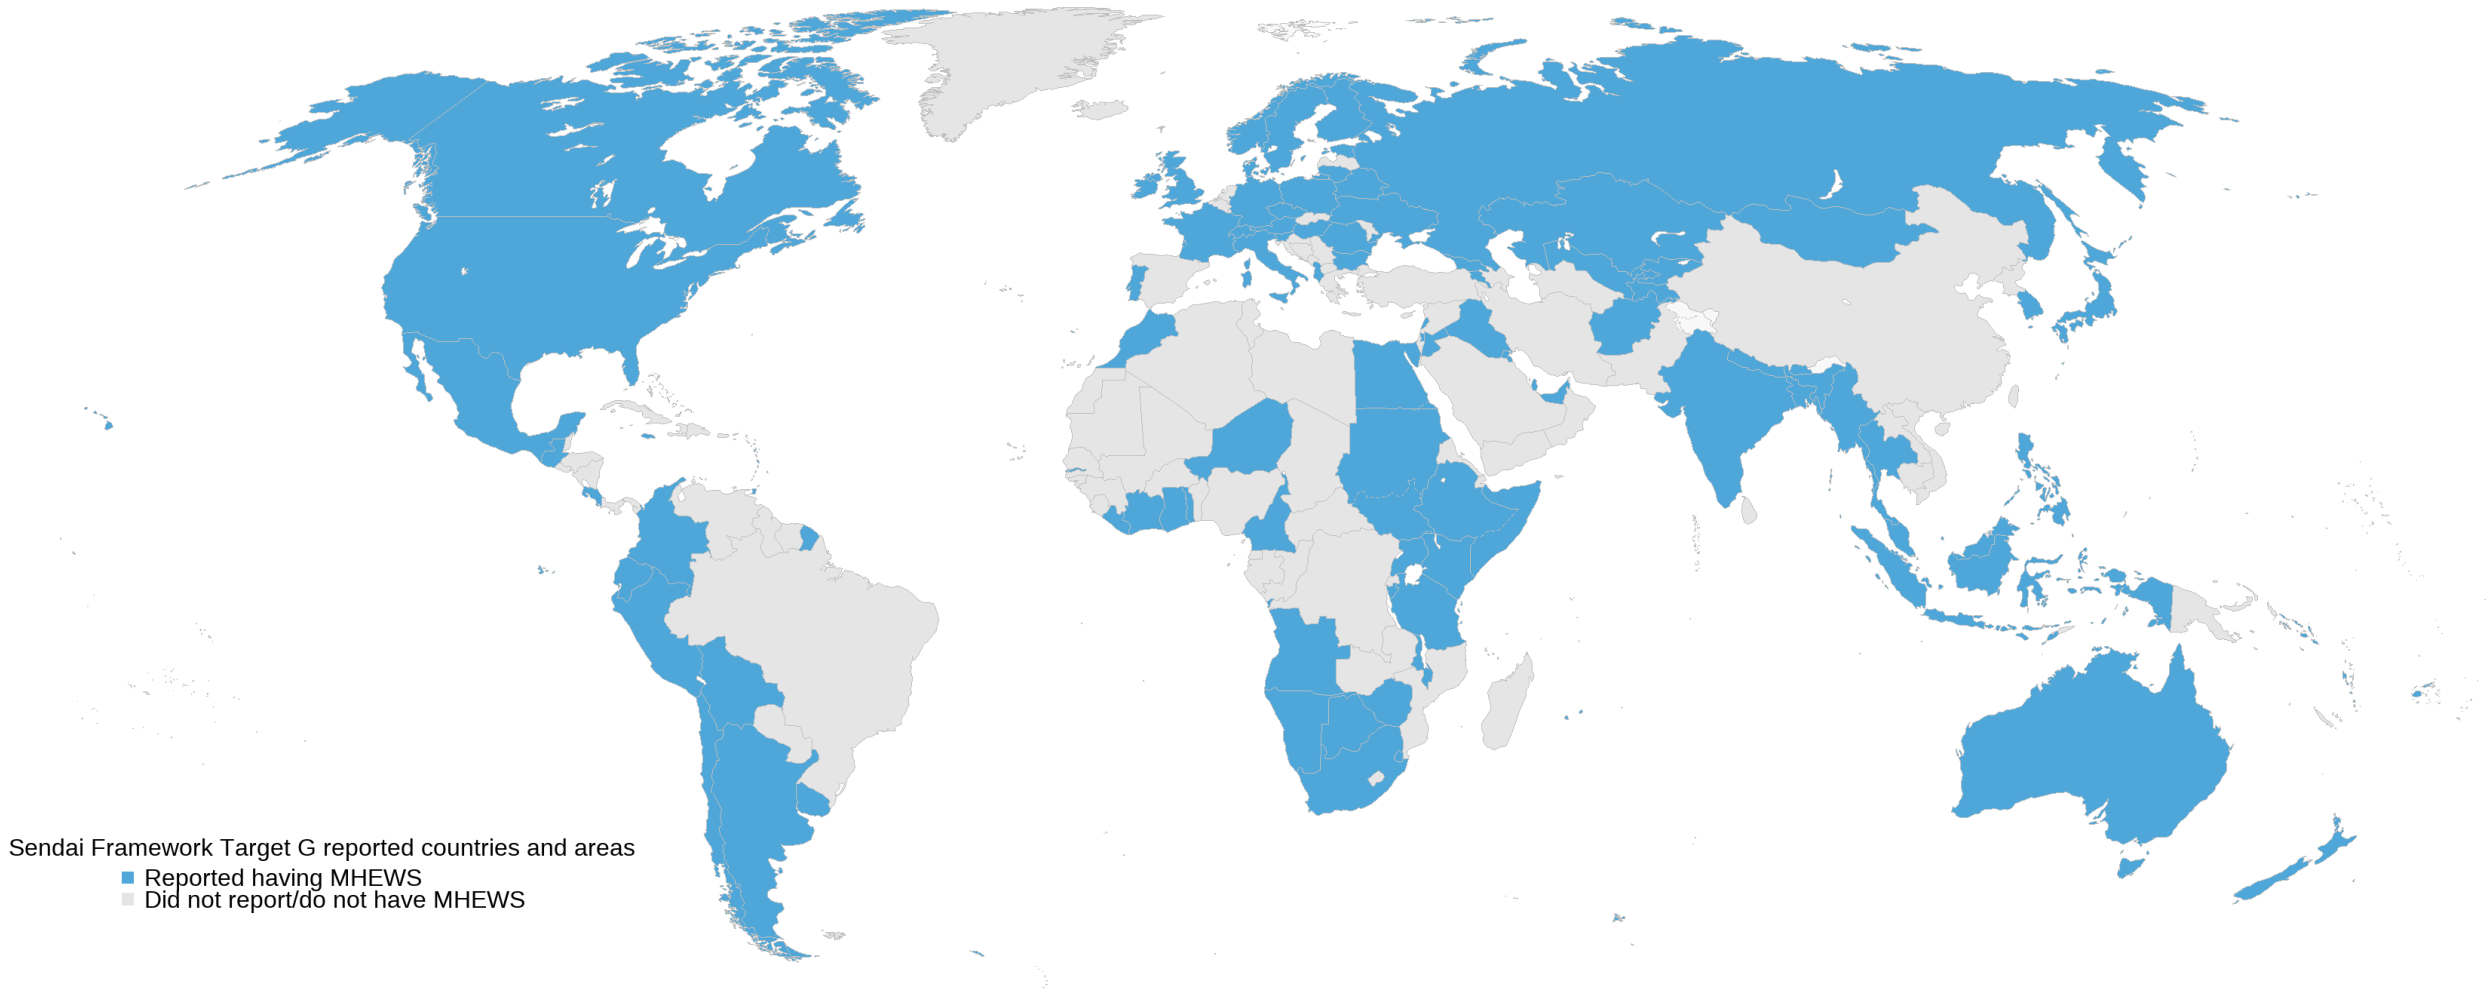 Sendai Framework Target G reported countries and areas
Reported having MHEWS
Did not report/do not have MHEWS